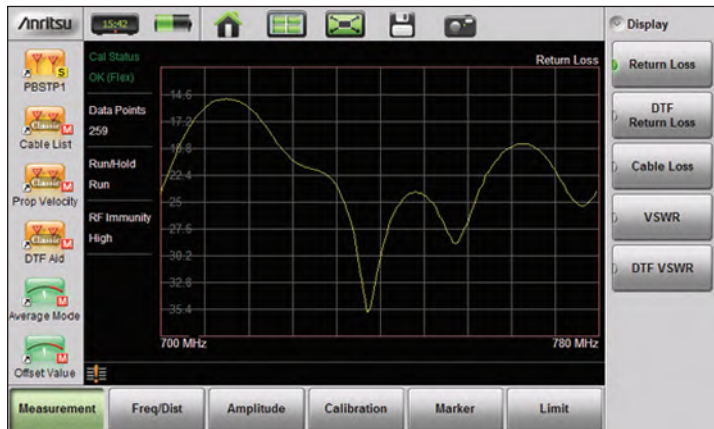 Anritsu
15:42
Display
PBSTP1
Cable List
Prop Velocity
DTF Aid
Average Mode
Offset Value
S
Classic M
Classic M
Classic M
M
M
Cal Status
OK (Flex)
Data Points
259
Run/Hold
Run
RF Immunity
High
Return Loss
14.6
17.2
19.8
22.4
25
27.6
30.2
32.8
35.4
700 MHz
780 MHz
Return Loss
DTF
Return Loss
Cable Loss
VSWR
DTF VSWR
Measurement
Freq/Dist
Amplitude
Calibration
Marker
Limit